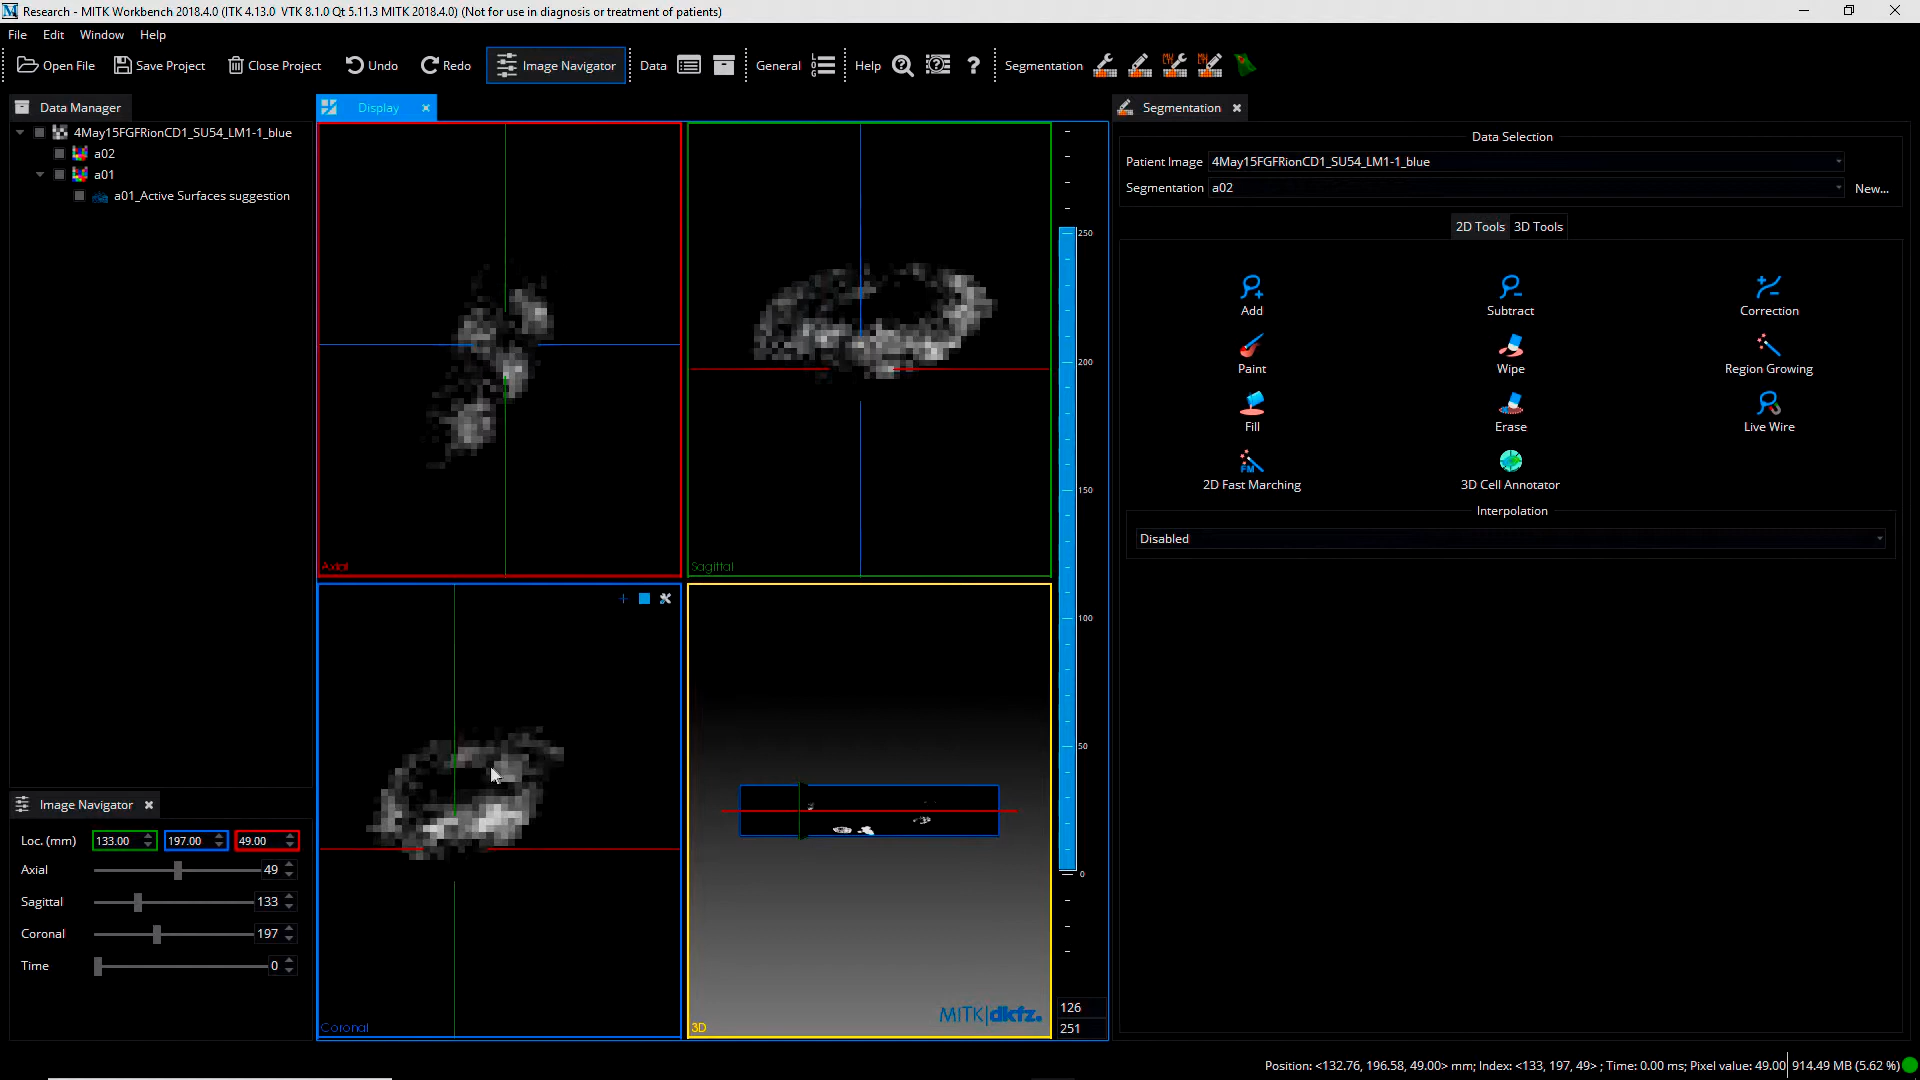 Research - MITK Workbench 2018.4.0 (ITK 4.13.0 VTK 8.1.0 Qt 5.11.3 MITK 2018.4.0) (Not for use in diagnosis or treatment of patients)
File Edit Window Help
Open File Save Project Close Project Undo Redo Image Navigator Data General LOG Help ? Segmentation
Data Manager
4May15FGFRionCD1_SU54_LM1-1_blue
a02
a01
a01_Active Surfaces suggestion
Display
Axial
Sagittal
Coronal
3D
MITK dkfz.
250
200
150
100
50
0
126
251
Image Navigator
Loc. (mm) 133.00 197.00 49.00
Axial 49
Sagittal 133
Coronal 197
Time 0
Segmentation
Data Selection
Patient Image 4May15FGFRionCD1_SU54_LM1-1_blue
Segmentation a02 New...
2D Tools 3D Tools
Add Subtract Correction
Paint Wipe Region Growing
Fill Erase Live Wire
FM
2D Fast Marching 3D Cell Annotator
Interpolation
Disabled
Position: <132.76, 196.58, 49.00> mm; Index: <133, 197, 49> ; Time: 0.00 ms; Pixel value: 49.00 914.49 MB (5.62 %)